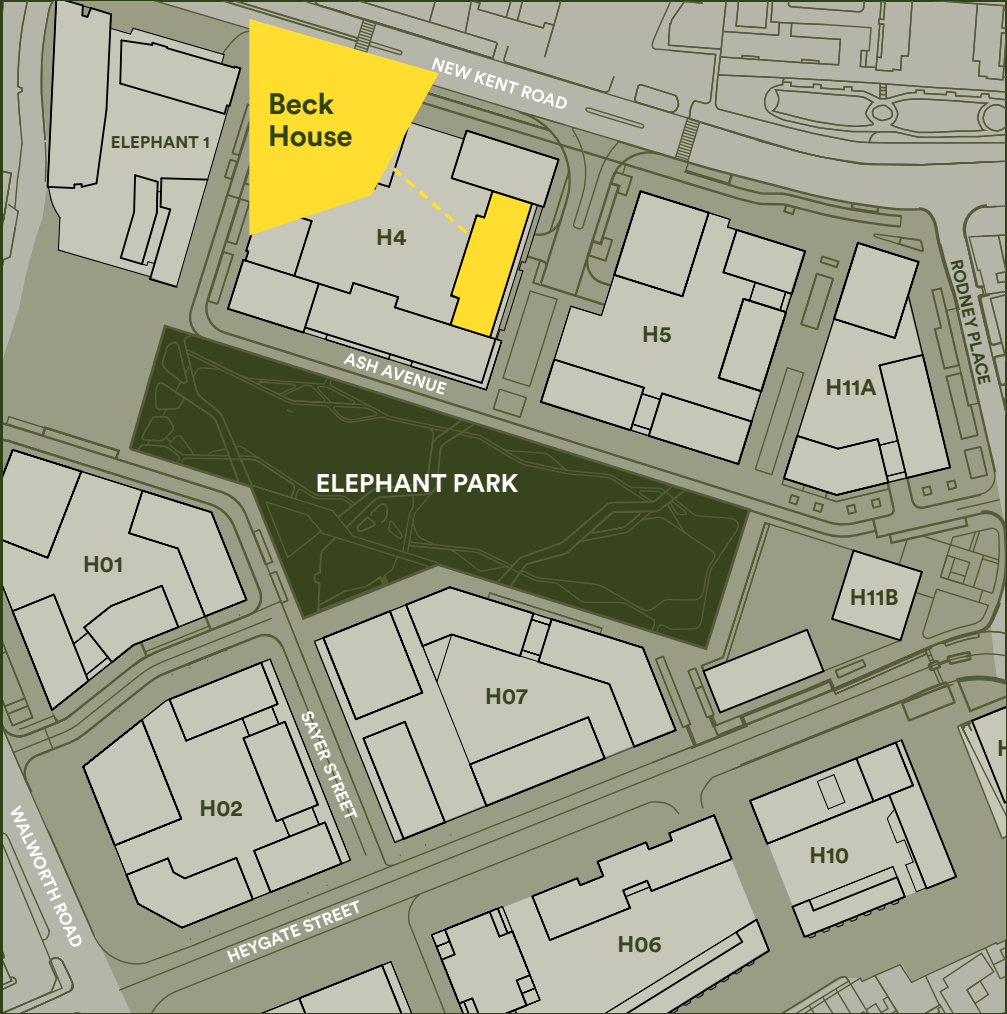 NEW KENT ROAD
Beck
House
ELEPHANT 1
H4
RODNEY PLACE
H5
ASH AVENUE
H11A
ELEPHANT PARK
H01
H11B
H07
SAYER STREET
H02
WALWORTH ROAD
H10
HEYGATE STREET
H06